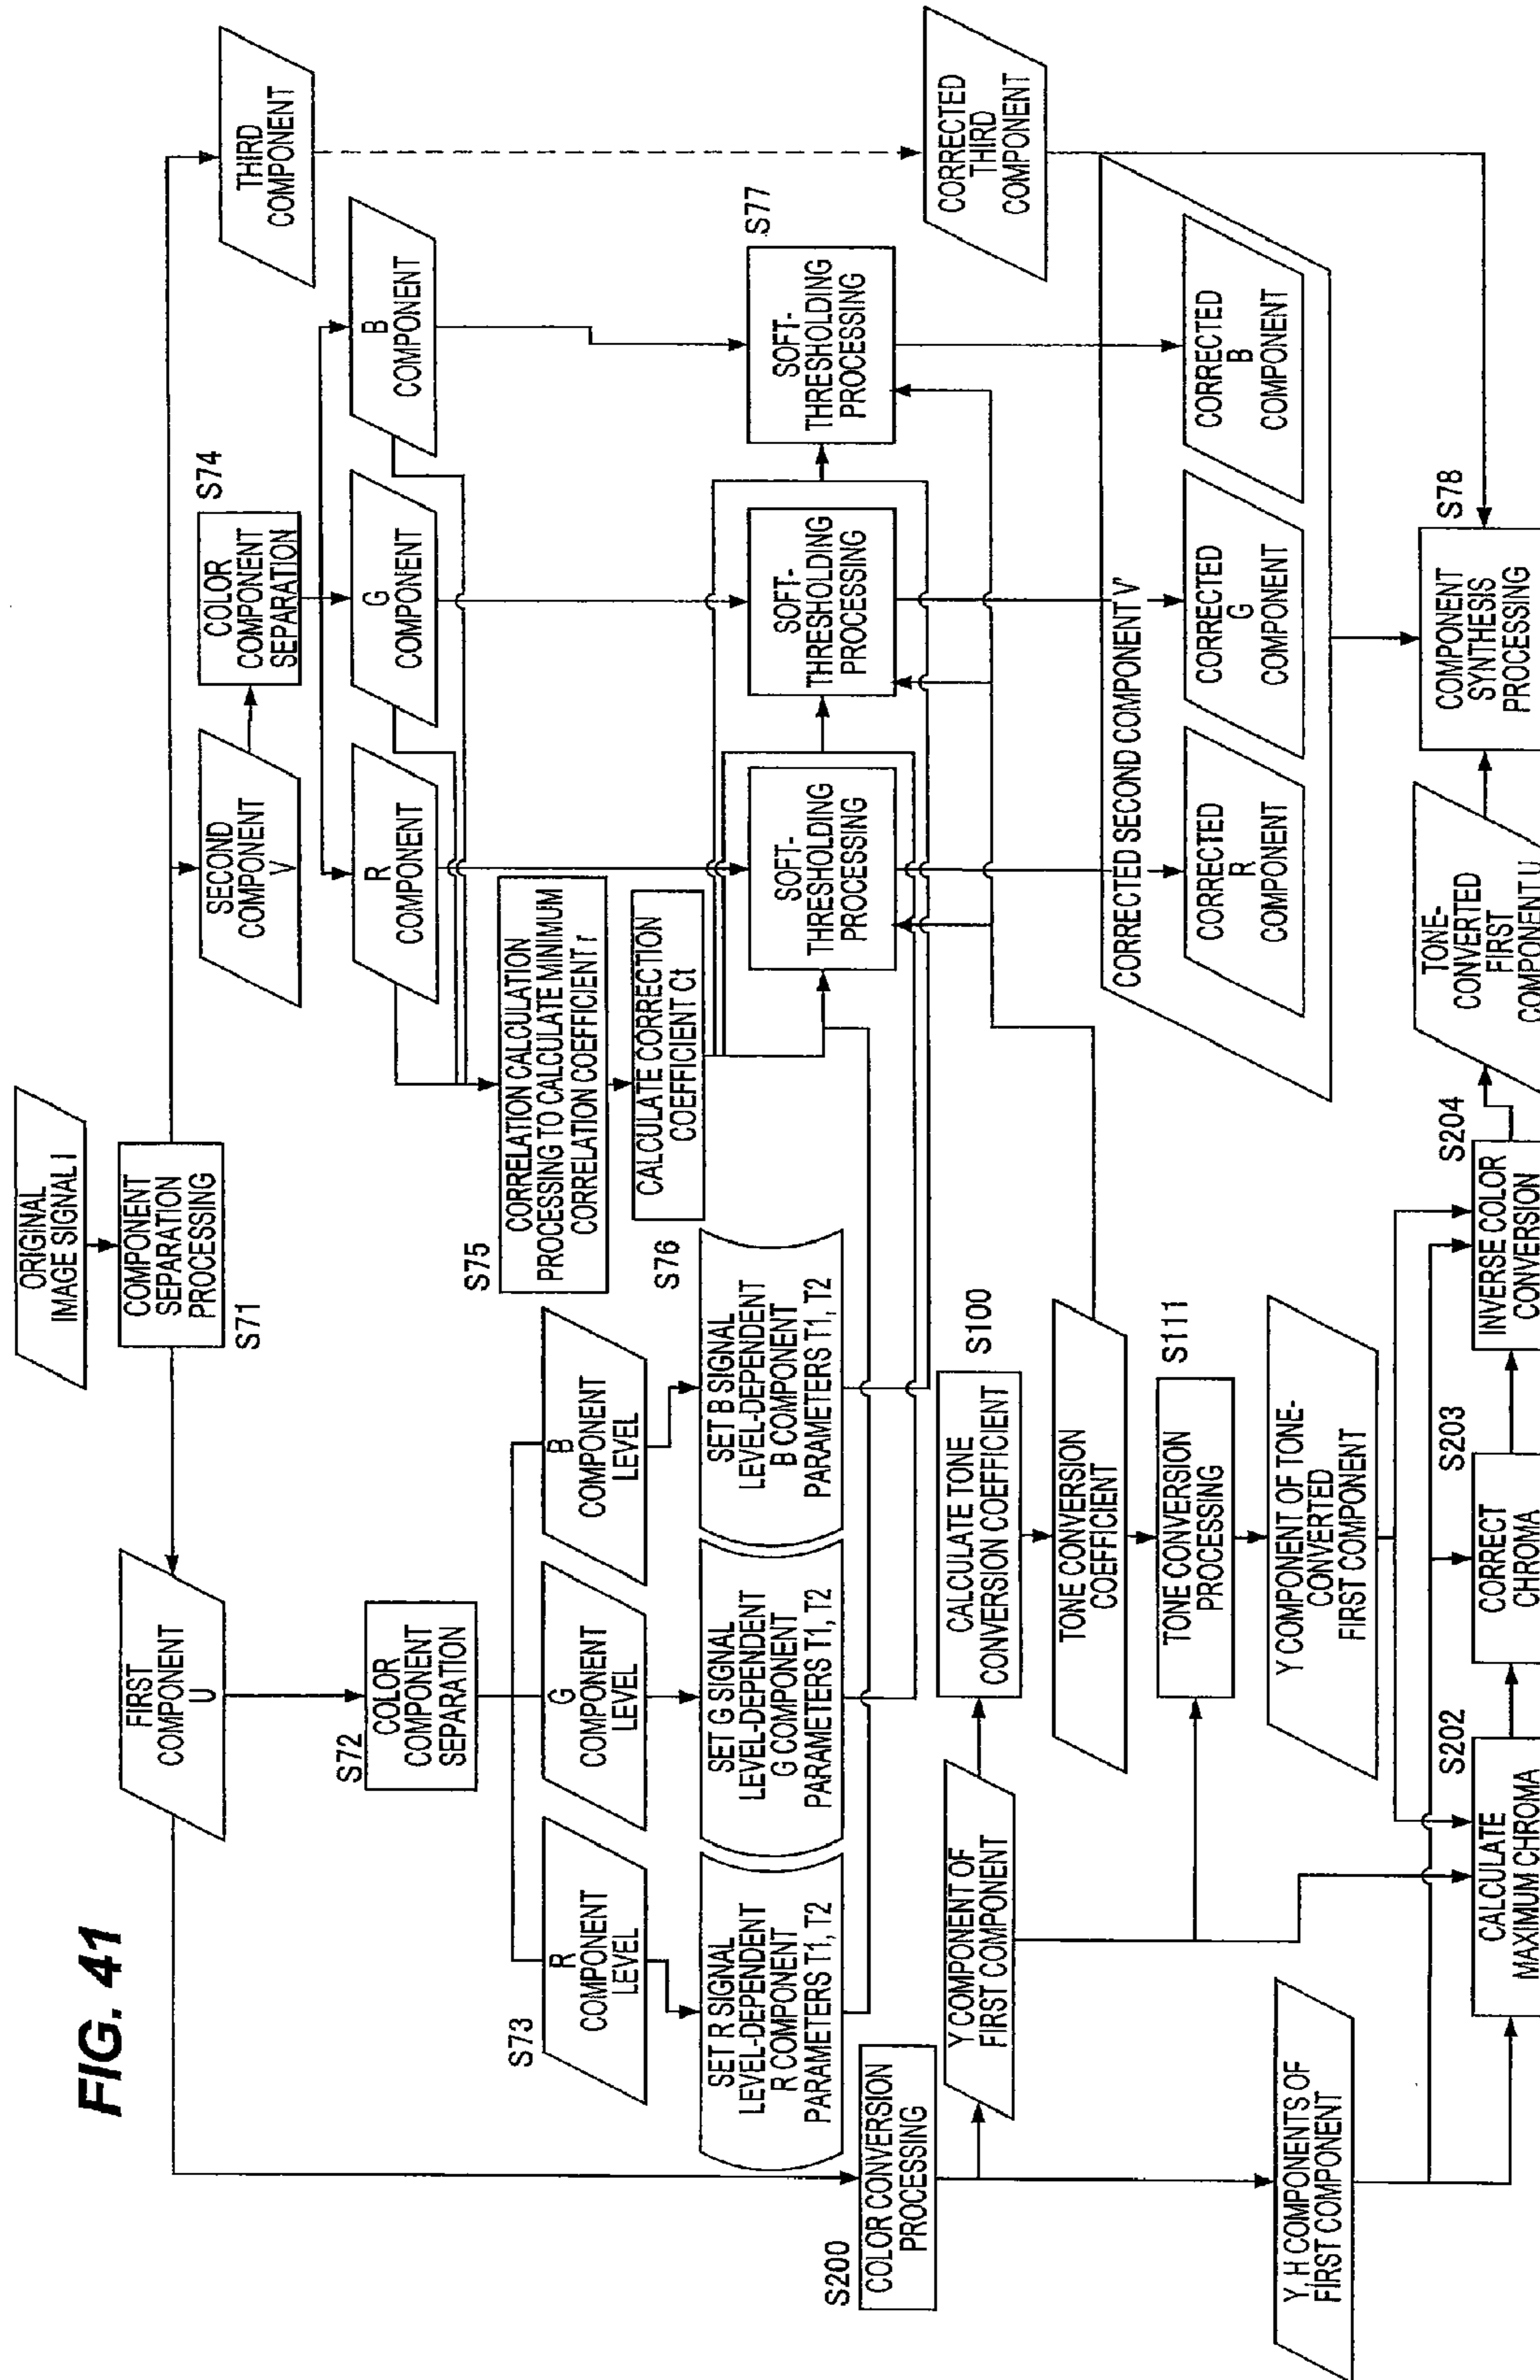 FIG. 41
ORIGINAL
IMAGE SIGNAL I
COMPONENT
SEPARATION
PROCESSING
S71
FIRST
COMPONENT
U
SECOND
COMPONENT
V
THIRD
COMPONENT
S72
COLOR
COMPONENT
SEPARATION
S74
COLOR
COMPONENT
SEPARATION
S73
R
COMPONENT
LEVEL
G
COMPONENT
LEVEL
B
COMPONENT
LEVEL
R
COMPONENT
G
COMPONENT
B
COMPONENT
S75
CORRELATION CALCULATION
PROCESSING TO CALCULATE MINIMUM
CORRELATION COEFFICIENT r
S76
CALCULATE CORRECTION
COEFFICIENT Ct
SET R SIGNAL
LEVEL-DEPENDENT
R COMPONENT
PARAMETERS T1, T2
SET G SIGNAL
LEVEL-DEPENDENT
G COMPONENT
PARAMETERS T1, T2
SET B SIGNAL
LEVEL-DEPENDENT
B COMPONENT
PARAMETERS T1, T2
SOFT-
THRESHOLDING
PROCESSING
SOFT-
THRESHOLDING
PROCESSING
SOFT-
THRESHOLDING
PROCESSING
S77
S200
COLOR CONVERSION
PROCESSING
Y COMPONENT OF
FIRST COMPONENT
CALCULATE TONE
CONVERSION COEFFICIENT
S100
TONE CONVERSION
COEFFICIENT
TONE CONVERSION
PROCESSING
S111
CORRECTED
THIRD
COMPONENT
CORRECTED SECOND COMPONENT V'
CORRECTED
R
COMPONENT
CORRECTED
G
COMPONENT
CORRECTED
B
COMPONENT
Y, H COMPONENTS OF
FIRST COMPONENT
Y COMPONENT OF TONE-
CONVERTED
FIRST COMPONENT
S202
CALCULATE
MAXIMUM CHROMA
S203
CORRECT
CHROMA
S204
INVERSE COLOR
CONVERSION
TONE-
CONVERTED
FIRST
COMPONENT U
S78
COMPONENT
SYNTHESIS
PROCESSING